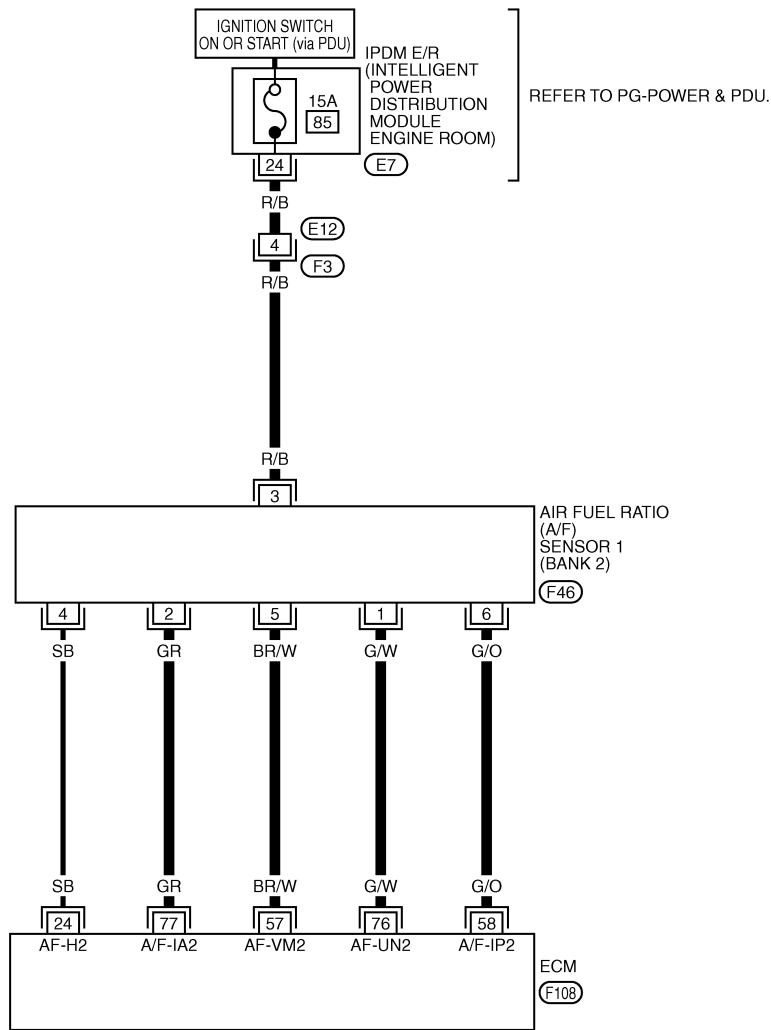 IGNITION SWITCH
ON OR START (via PDU)
IPDM E/R
(INTELLIGENT
POWER
DISTRIBUTION
MODULE
ENGINE ROOM)
15A
85
REFER TO PG-POWER & PDU.
24
E7
R/B
E12
4
F3
R/B
R/B
3
AIR FUEL RATIO
(A/F)
SENSOR 1
(BANK 2)
F46
4 2 5 1 6
SB GR BR/W G/W G/O
SB GR BR/W G/W G/O
24 77 57 76 58
AF-H2 A/F-IA2 AF-VM2 AF-UN2 A/F-IP2
ECM
F108